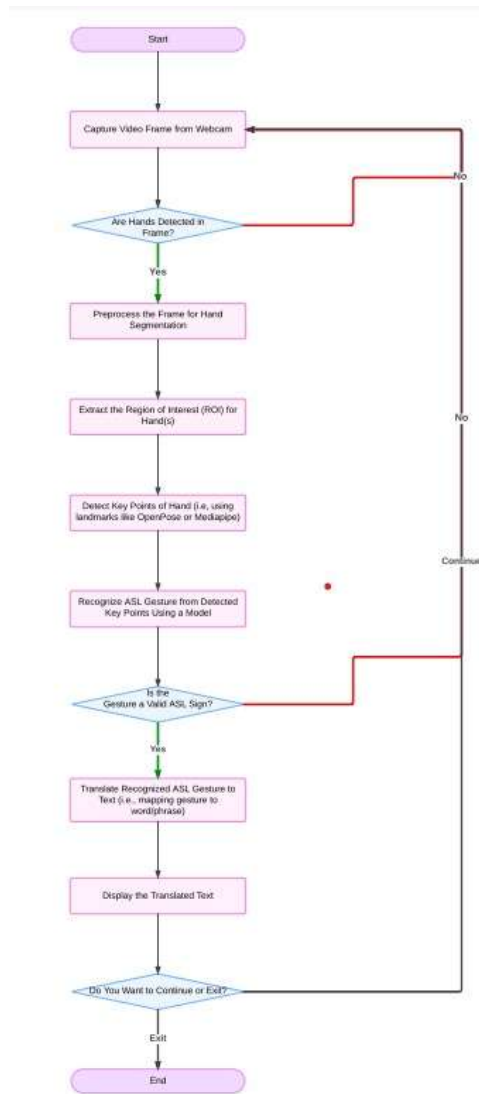 Start
Capture Video Frame from Webcam
No
Are Hands Detected in
Frame?
Yes
Preprocess the Frame for Hand
Segmentation
Extract the Region of Interest (ROI) for
Hand(s)
No
Detect Key Points of Hand (i.e, using
landmarks like OpenPose or Mediapipe)
Continue
Recognize ASL Gesture from Detected
Key Points Using a Model
Is the
Gesture a Valid ASL Sign?
Yes
Translate Recognized ASL Gesture to
Text (i.e., mapping gesture to
word/phrase)
Display the Translated Text
Do You Want to Continue or Exit?
Exit
End